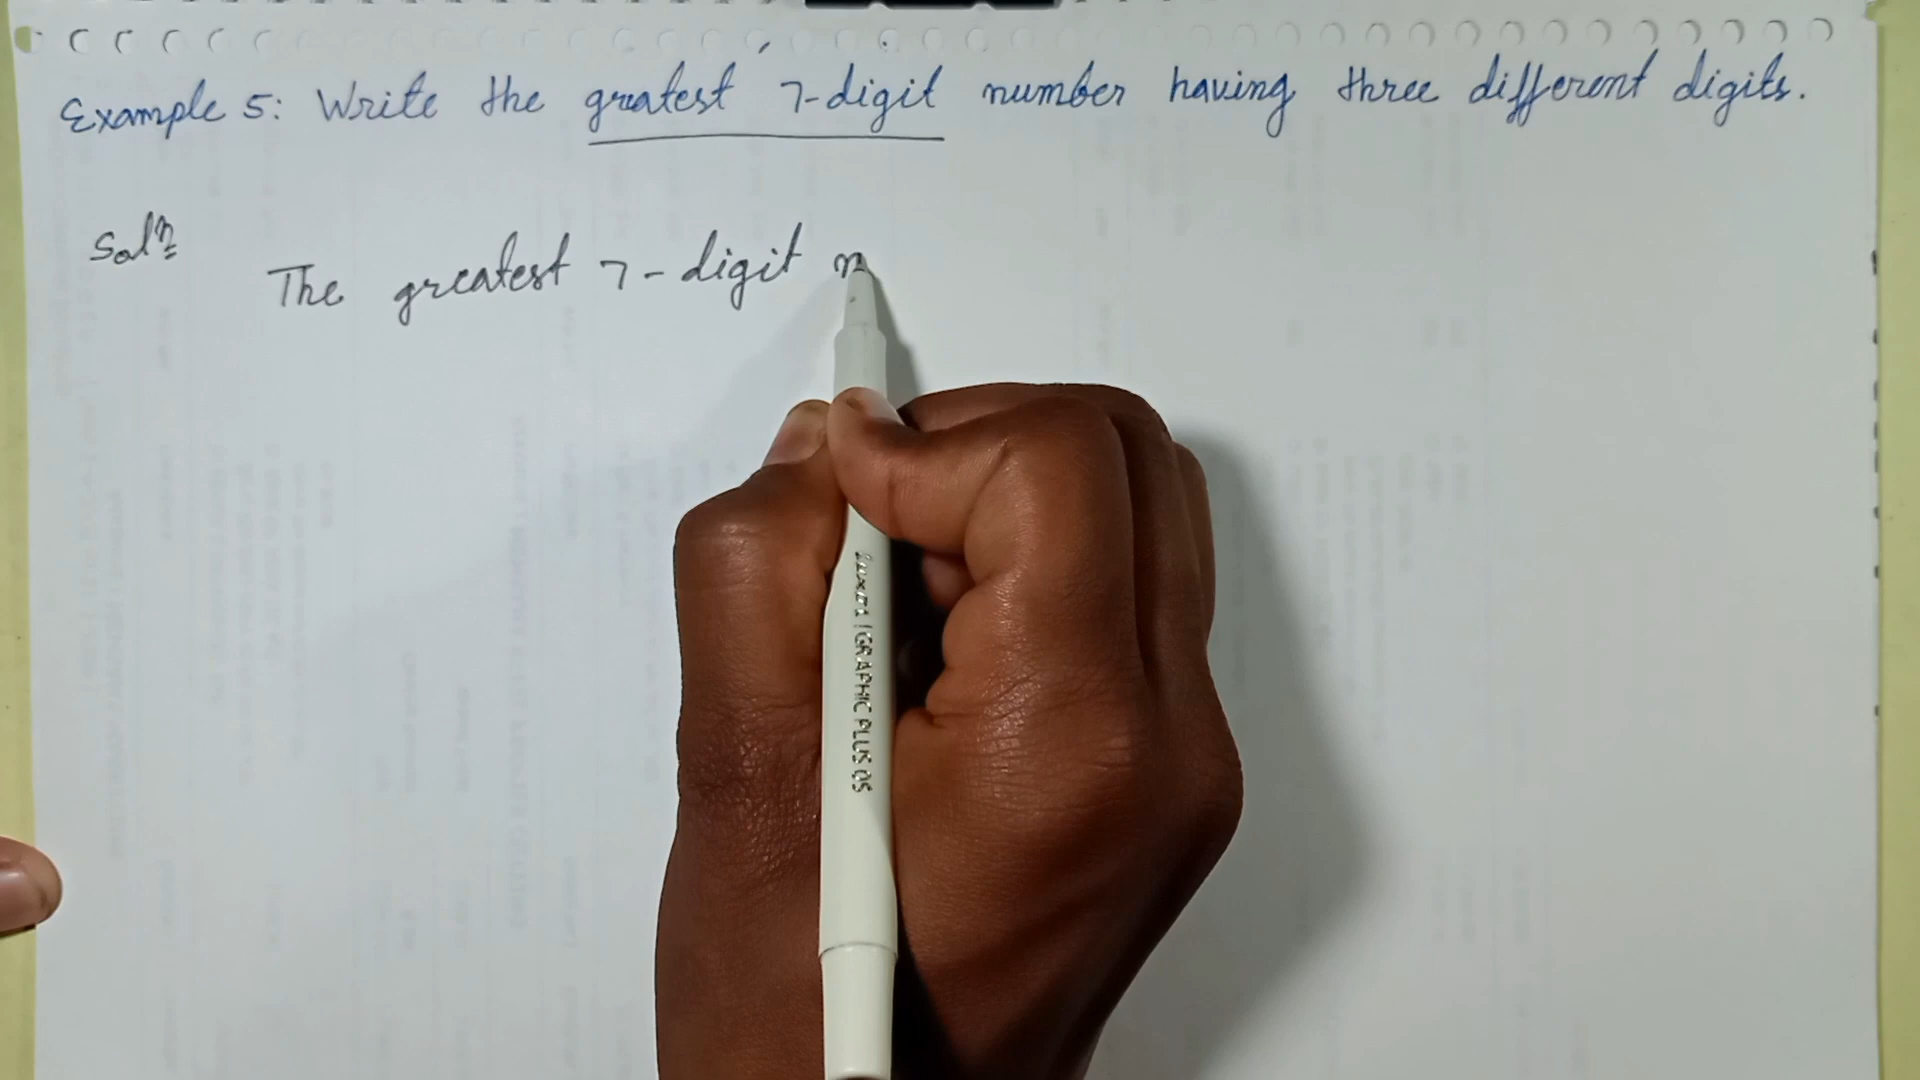 Example 5: Write the greatest 7-digit number having three different digits.
Solⁿ
The greatest 7-digit n
Luxor | GRAPHIC PLUS 05